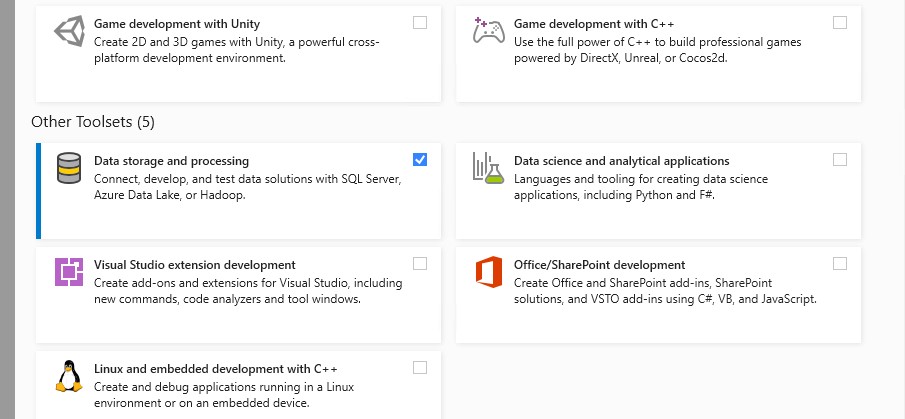 Game development with Unity
Create 2D and 3D games with Unity, a powerful cross-
platform development environment.
Game development with C++
Use the full power of C++ to build professional games
powered by DirectX, Unreal, or Cocos2d.
Other Toolsets (5)
Data storage and processing
Connect, develop, and test data solutions with SQL Server,
Azure Data Lake, or Hadoop.
Data science and analytical applications
Languages and tooling for creating data science
applications, including Python and F#.
Visual Studio extension development
Create add-ons and extensions for Visual Studio, including
new commands, code analyzers and tool windows.
Office/SharePoint development
Create Office and SharePoint add-ins, SharePoint
solutions, and VSTO add-ins using C#, VB, and JavaScript.
Linux and embedded development with C++
Create and debug applications running in a Linux
environment or on an embedded device.